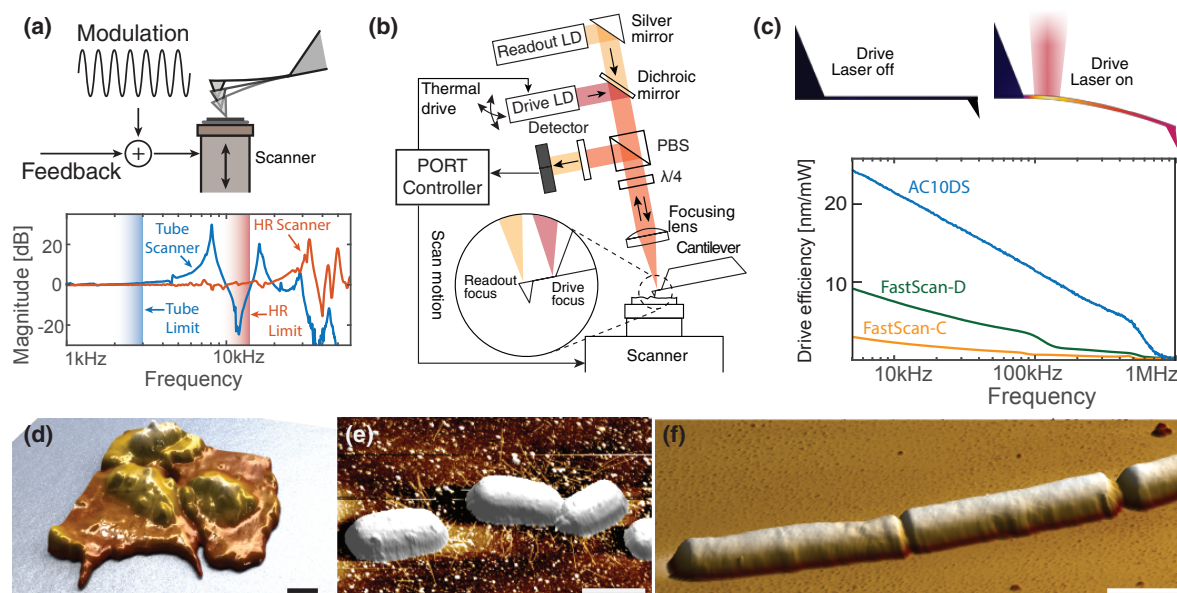 (a)
Modulation
Feedback
+
Scanner
Magnitude [dB]
20
0
-20
Tube
Scanner
HR Scanner
Tube
Limit
HR
Limit
1kHz
10kHz
Frequency
(b)
Readout LD
Silver
mirror
Dichroic
mirror
Thermal
drive
Drive LD
Detector
PBS
PORT
Controller
λ/4
Focusing
lens
Cantilever
Scan motion
Readout
focus
Drive
focus
Scanner
(c)
Drive
Laser off
Drive
Laser on
Drive efficiency [nm/mW]
20
10
AC10DS
FastScan-D
FastScan-C
10kHz
100kHz
1MHz
Frequency
(d)
(e)
(f)